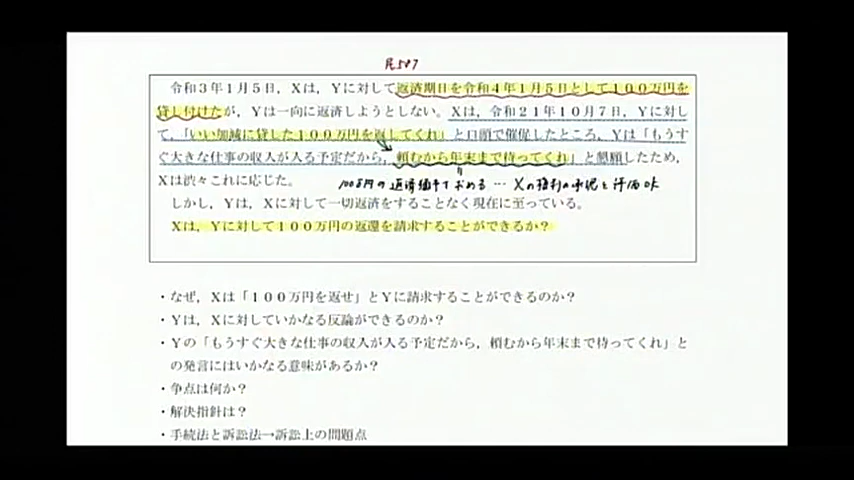 民587
令和3年1月5日，Xは，Yに対して返済期日を令和4年1月5日として100万円を
貸し付けたが，Yは一向に返済しようとしない。Xは，令和21年10月7日，Yに対し
て，「いい加減に貸した100万円を返してくれ」と口頭で催促したところ，Yは「もうす
ぐ大きな仕事の収入が入る予定だから，頼むから年末まで待ってくれ」と懇願したため，
Xは渋々これに応じた。
100万円の返済猶予を求める…Xの権利の承認と評価OK
しかし，Yは，Xに対して一切返済をすることなく現在に至っている。
Xは，Yに対して100万円の返還を請求することができるか？
・なぜ，Xは「100万円を返せ」とYに請求することができるのか？
・Yは，Xに対していかなる反論ができるのか？
・Yの「もうすぐ大きな仕事の収入が入る予定だから，頼むから年末まで待ってくれ」と
の発言にはいかなる意味があるか？
・争点は何か？
・解決指針は？
・手続法と訴訟法→訴訟上の問題点